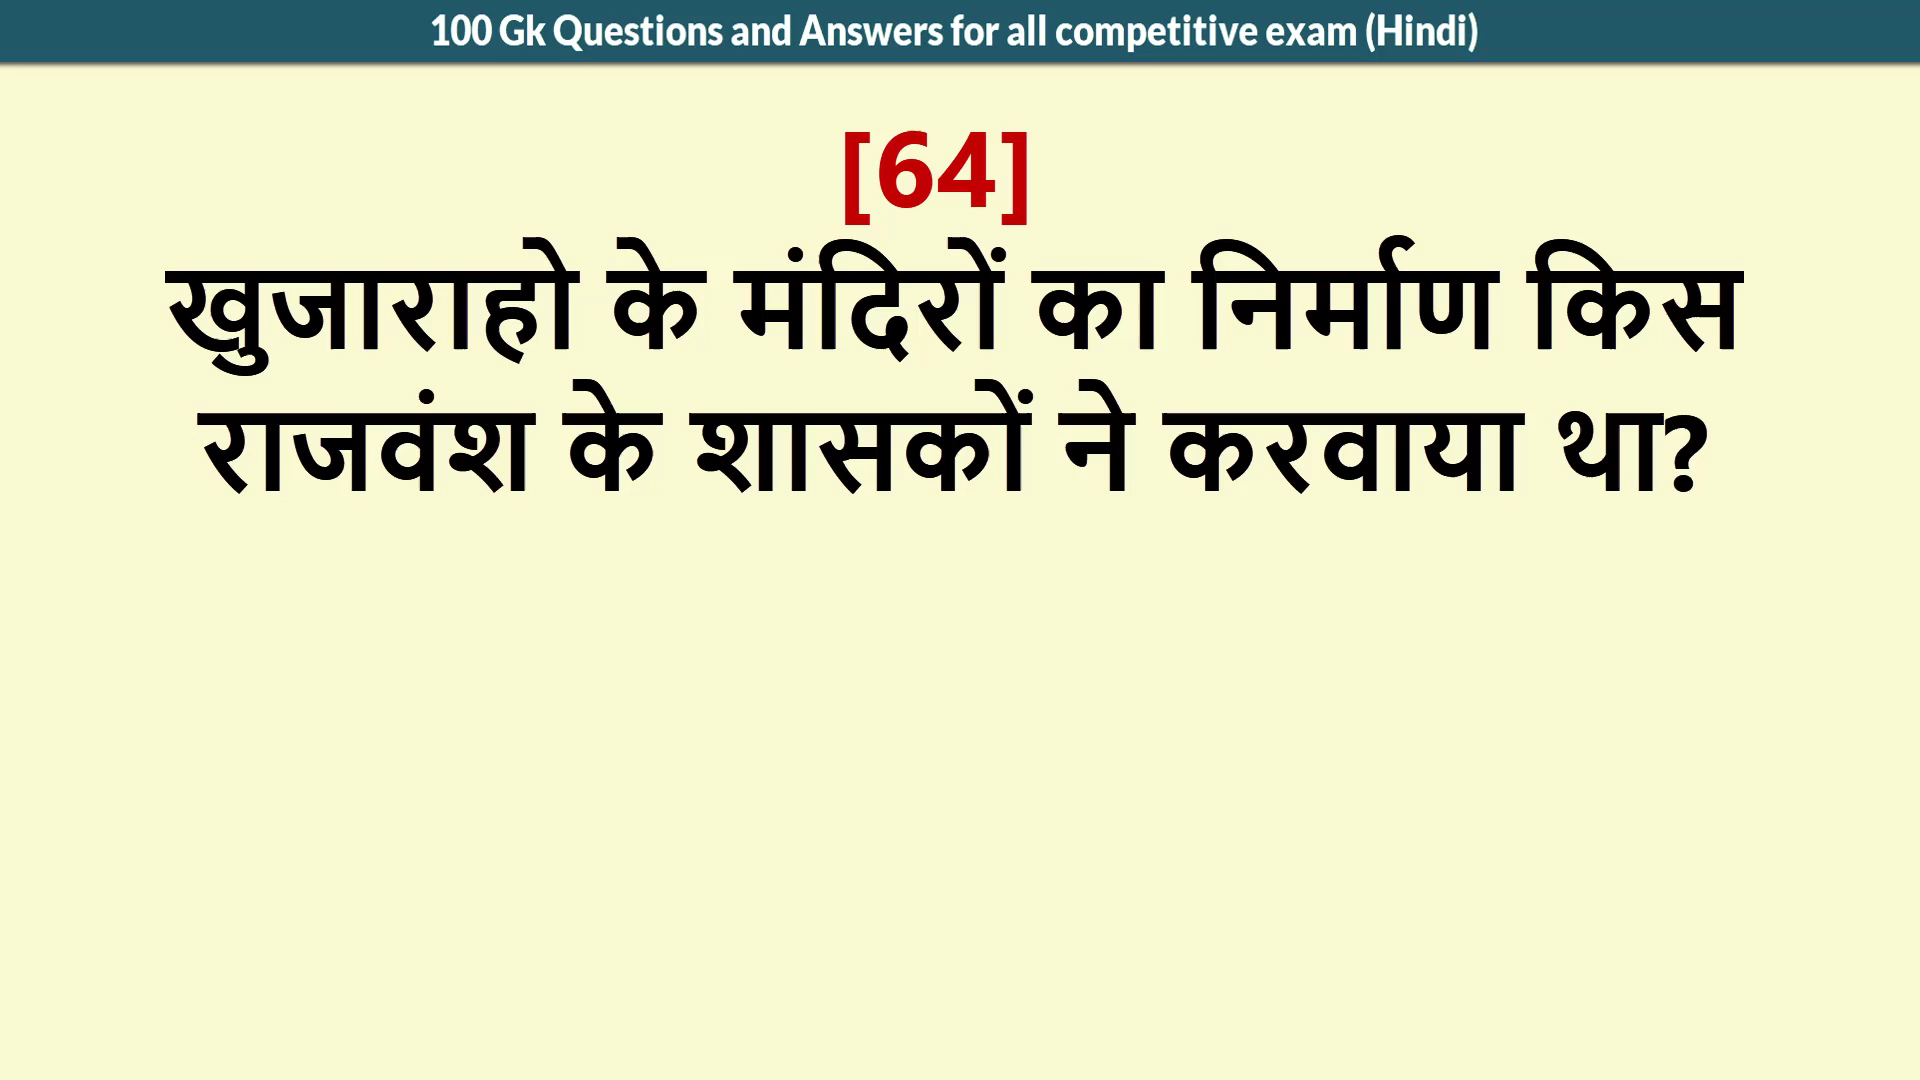 100 Gk Questions and Answers for all competitive exam (Hindi)
[64]
खुजाराहो के मंदिरों का निर्माण किस
राजवंश के शासकों ने करवाया था?